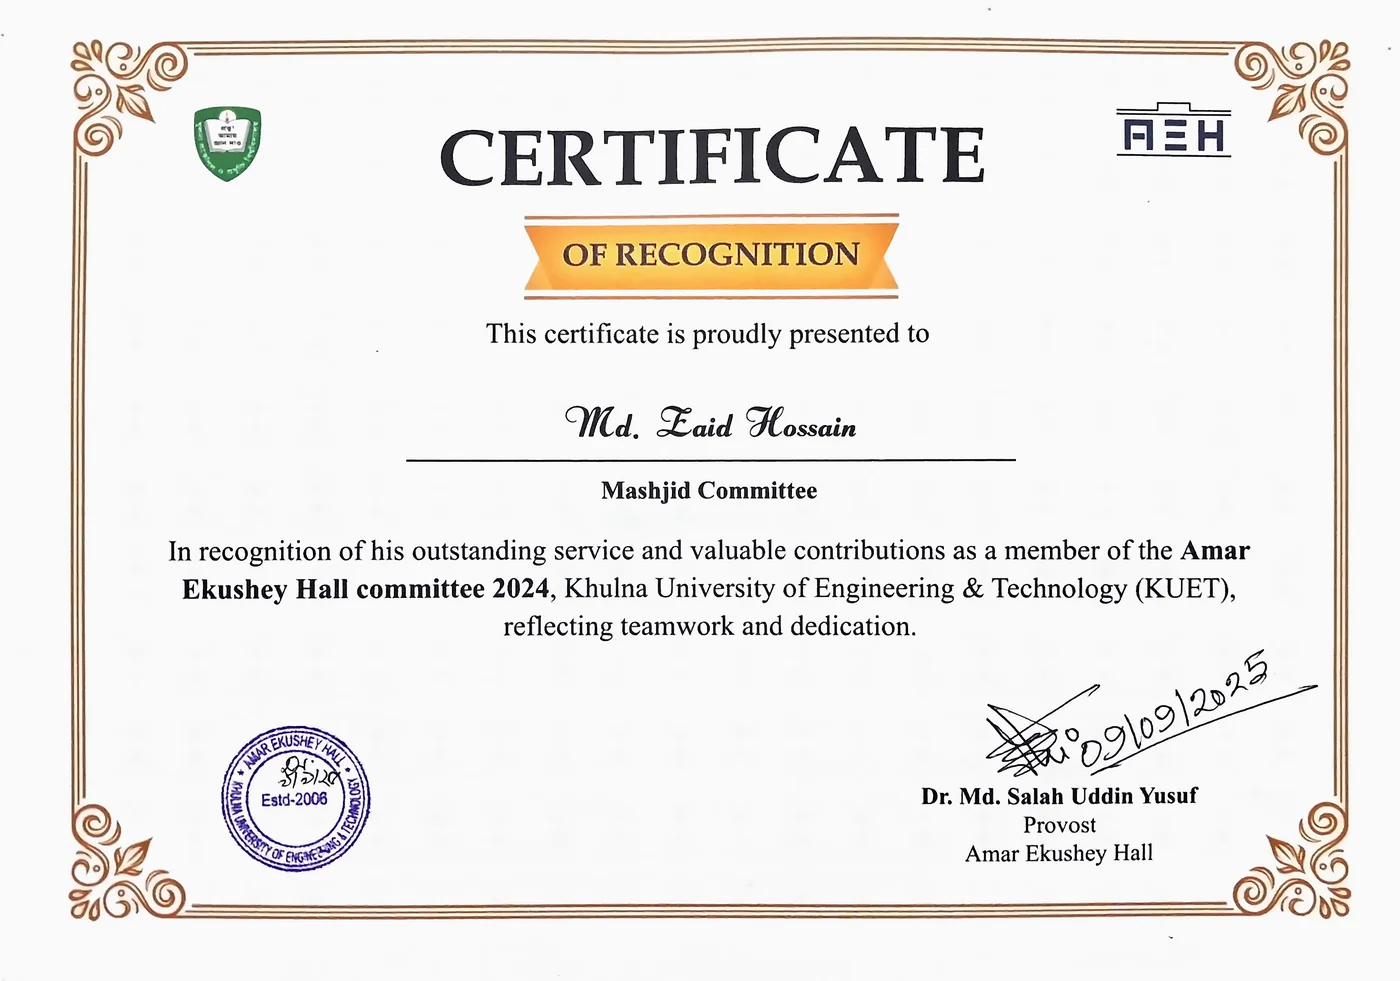 প্রভু!
আমায়
জ্ঞান দাও
AEH
CERTIFICATE
OF RECOGNITION
This certificate is proudly presented to
Md. Zaid Hossain
Mashjid Committee
In recognition of his outstanding service and valuable contributions as a member of the Amar
Ekushey Hall committee 2024, Khulna University of Engineering & Technology (KUET),
reflecting teamwork and dedication.
09/09/2025
AMAR EKUSHEY HALL
Estd-2006
KHULNA UNIVERSITY OF ENGINEERING & TECHNOLOGY
Dr. Md. Salah Uddin Yusuf
Provost
Amar Ekushey Hall